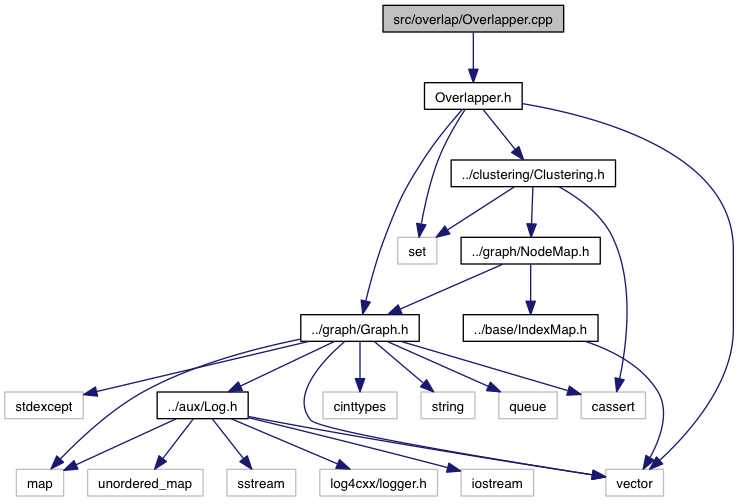 src/overlap/Overlapper.cpp
Overlapper.h
../clustering/Clustering.h
set
../graph/NodeMap.h
../graph/Graph.h
../base/IndexMap.h
stdexcept
../aux/Log.h
cinttypes
string
queue
cassert
map
unordered_map
sstream
log4cxx/logger.h
iostream
vector